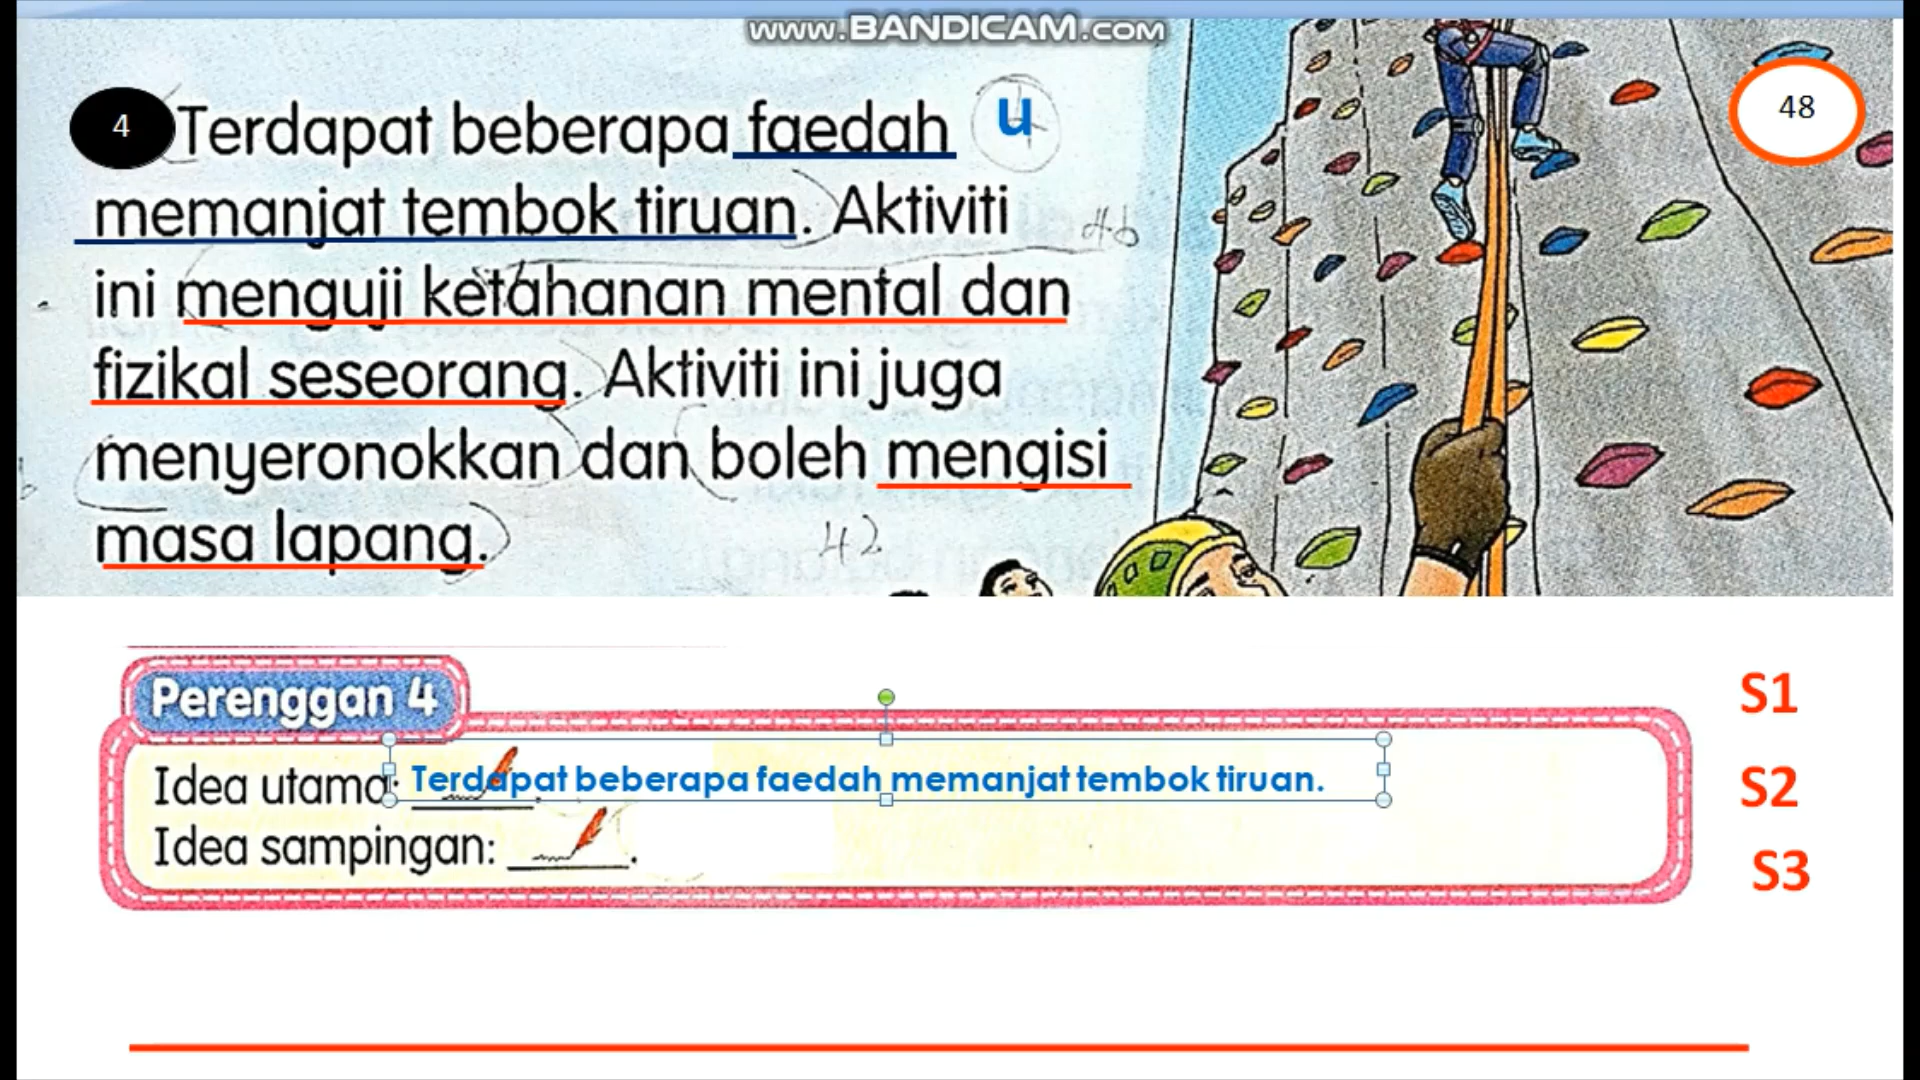 www.BANDICAM.com
4 Terdapat beberapa faedah u
memanjat tembok tiruan. Aktiviti
ini menguji ketahanan mental dan
fizikal seseorang. Aktiviti ini juga
menyeronokkan dan boleh mengisi
masa lapang.
48
Perenggan 4
Idea utama: Terdapat beberapa faedah memanjat tembok tiruan.
Idea sampingan:
S1
S2
S3